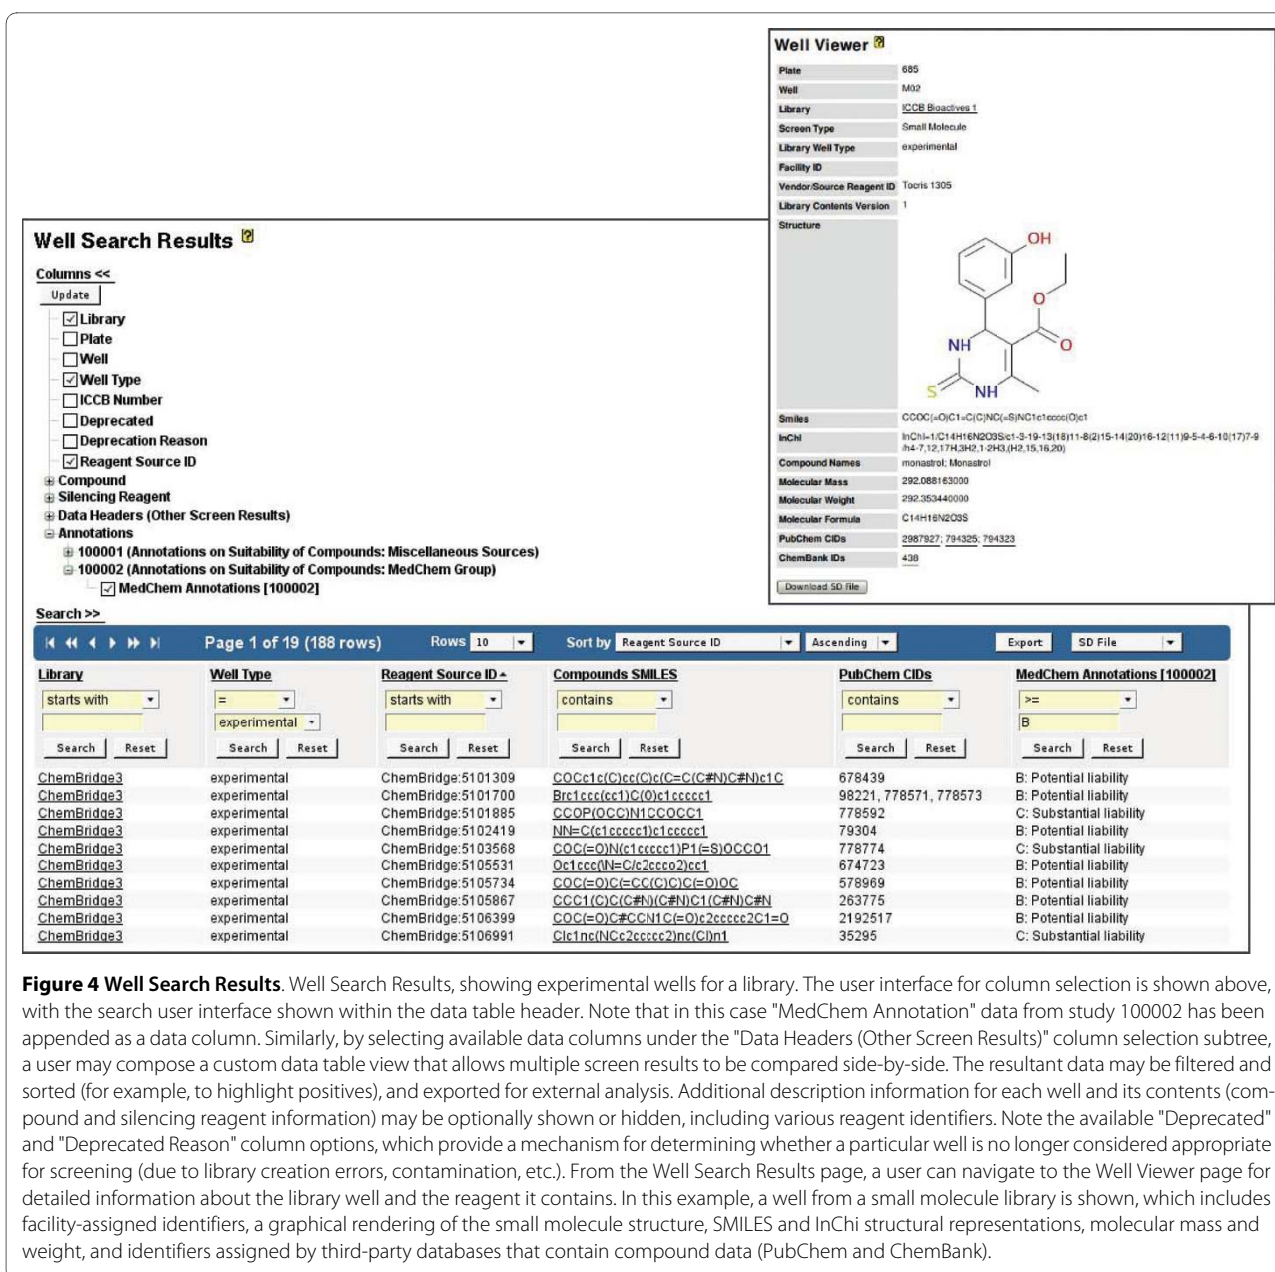 Well Viewer ?
Plate 685
Well M02
Library ICCB Bioactives 1
Screen Type Small Molecule
Library Well Type experimental
Facility ID
Vendor/Source Reagent ID Tocris 1305
Library Contents Version 1
Structure
OH
O
O
NH
S
NH
Smiles CCOC(=O)C1=C(C)NC(=S)NC1c1cccc(O)c1
InChI InChI=1/C14H16N2O3S/c1-3-19-13(18)11-8(2)15-14(20)16-12(11)9-5-4-6-10(17)7-9
/h4-7,12,17H,3H2,1-2H3,(H2,15,16,20)
Compound Names monastrol; Monastrol
Molecular Mass 292.088163000
Molecular Weight 292.353440000
Molecular Formula C14H16N2O3S
PubChem CIDs 2987927; 794325; 794323
ChemBank IDs 438
Download SD File
Well Search Results ?
Columns <<
Update
Library
Plate
Well
Well Type
ICCB Number
Deprecated
Deprecation Reason
Reagent Source ID
Compound
Silencing Reagent
Data Headers (Other Screen Results)
Annotations
100001 (Annotations on Suitability of Compounds: Miscellaneous Sources)
100002 (Annotations on Suitability of Compounds: MedChem Group)
MedChem Annotations [100002]
Search >>
Page 1 of 19 (188 rows) Rows 10 Sort by Reagent Source ID Ascending Export SD File
Library Well Type Reagent Source ID Compounds SMILES PubChem CIDs MedChem Annotations [100002]
starts with = starts with contains contains >=
experimental B
Search Reset Search Reset Search Reset Search Reset Search Reset Search Reset
ChemBridge3 experimental ChemBridge:5101309 COCc1c(C)cc(C)c(C=C(C#N)C#N)c1C 678439 B: Potential liability
ChemBridge3 experimental ChemBridge:5101700 Brc1ccc(cc1)C(0)c1ccccc1 98221, 778571, 778573 B: Potential liability
ChemBridge3 experimental ChemBridge:5101885 CCOP(OCC)N1CCOCC1 778592 C: Substantial liability
ChemBridge3 experimental ChemBridge:5102419 NN=C(c1ccccc1)c1ccccc1 79304 B: Potential liability
ChemBridge3 experimental ChemBridge:5103568 COC(=O)N(c1ccccc1)P1(=S)OCCO1 778774 C: Substantial liability
ChemBridge3 experimental ChemBridge:5105531 Oc1ccc(\N=C/c2ccco2)cc1 674723 B: Potential liability
ChemBridge3 experimental ChemBridge:5105734 COC(=O)C(=CC(C)C)C(=O)OC 578969 B: Potential liability
ChemBridge3 experimental ChemBridge:5105867 CCC1(C)C(C#N)(C#N)C1(C#N)C#N 263775 B: Potential liability
ChemBridge3 experimental ChemBridge:5106399 COC(=O)C#CCN1C(=O)c2ccccc2C1=O 2192517 B: Potential liability
ChemBridge3 experimental ChemBridge:5106991 Clc1nc(NCc2ccccc2)nc(Cl)n1 35295 C: Substantial liability
Figure 4 Well Search Results. Well Search Results, showing experimental wells for a library. The user interface for column selection is shown above,
with the search user interface shown within the data table header. Note that in this case "MedChem Annotation" data from study 100002 has been
appended as a data column. Similarly, by selecting available data columns under the "Data Headers (Other Screen Results)" column selection subtree,
a user may compose a custom data table view that allows multiple screen results to be compared side-by-side. The resultant data may be filtered and
sorted (for example, to highlight positives), and exported for external analysis. Additional description information for each well and its contents (com-
pound and silencing reagent information) may be optionally shown or hidden, including various reagent identifiers. Note the available "Deprecated"
and "Deprecated Reason" column options, which provide a mechanism for determining whether a particular well is no longer considered appropriate
for screening (due to library creation errors, contamination, etc.). From the Well Search Results page, a user can navigate to the Well Viewer page for
detailed information about the library well and the reagent it contains. In this example, a well from a small molecule library is shown, which includes
facility-assigned identifiers, a graphical rendering of the small molecule structure, SMILES and InChi structural representations, molecular mass and
weight, and identifiers assigned by third-party databases that contain compound data (PubChem and ChemBank).